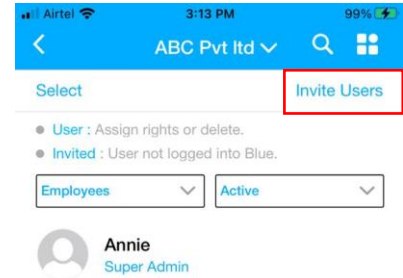 Airtel 3:13 PM 99%
ABC Pvt ltd
Select Invite Users
User : Assign rights or delete.
Invited : User not logged into Blue.
Employees Active
Annie
Super Admin